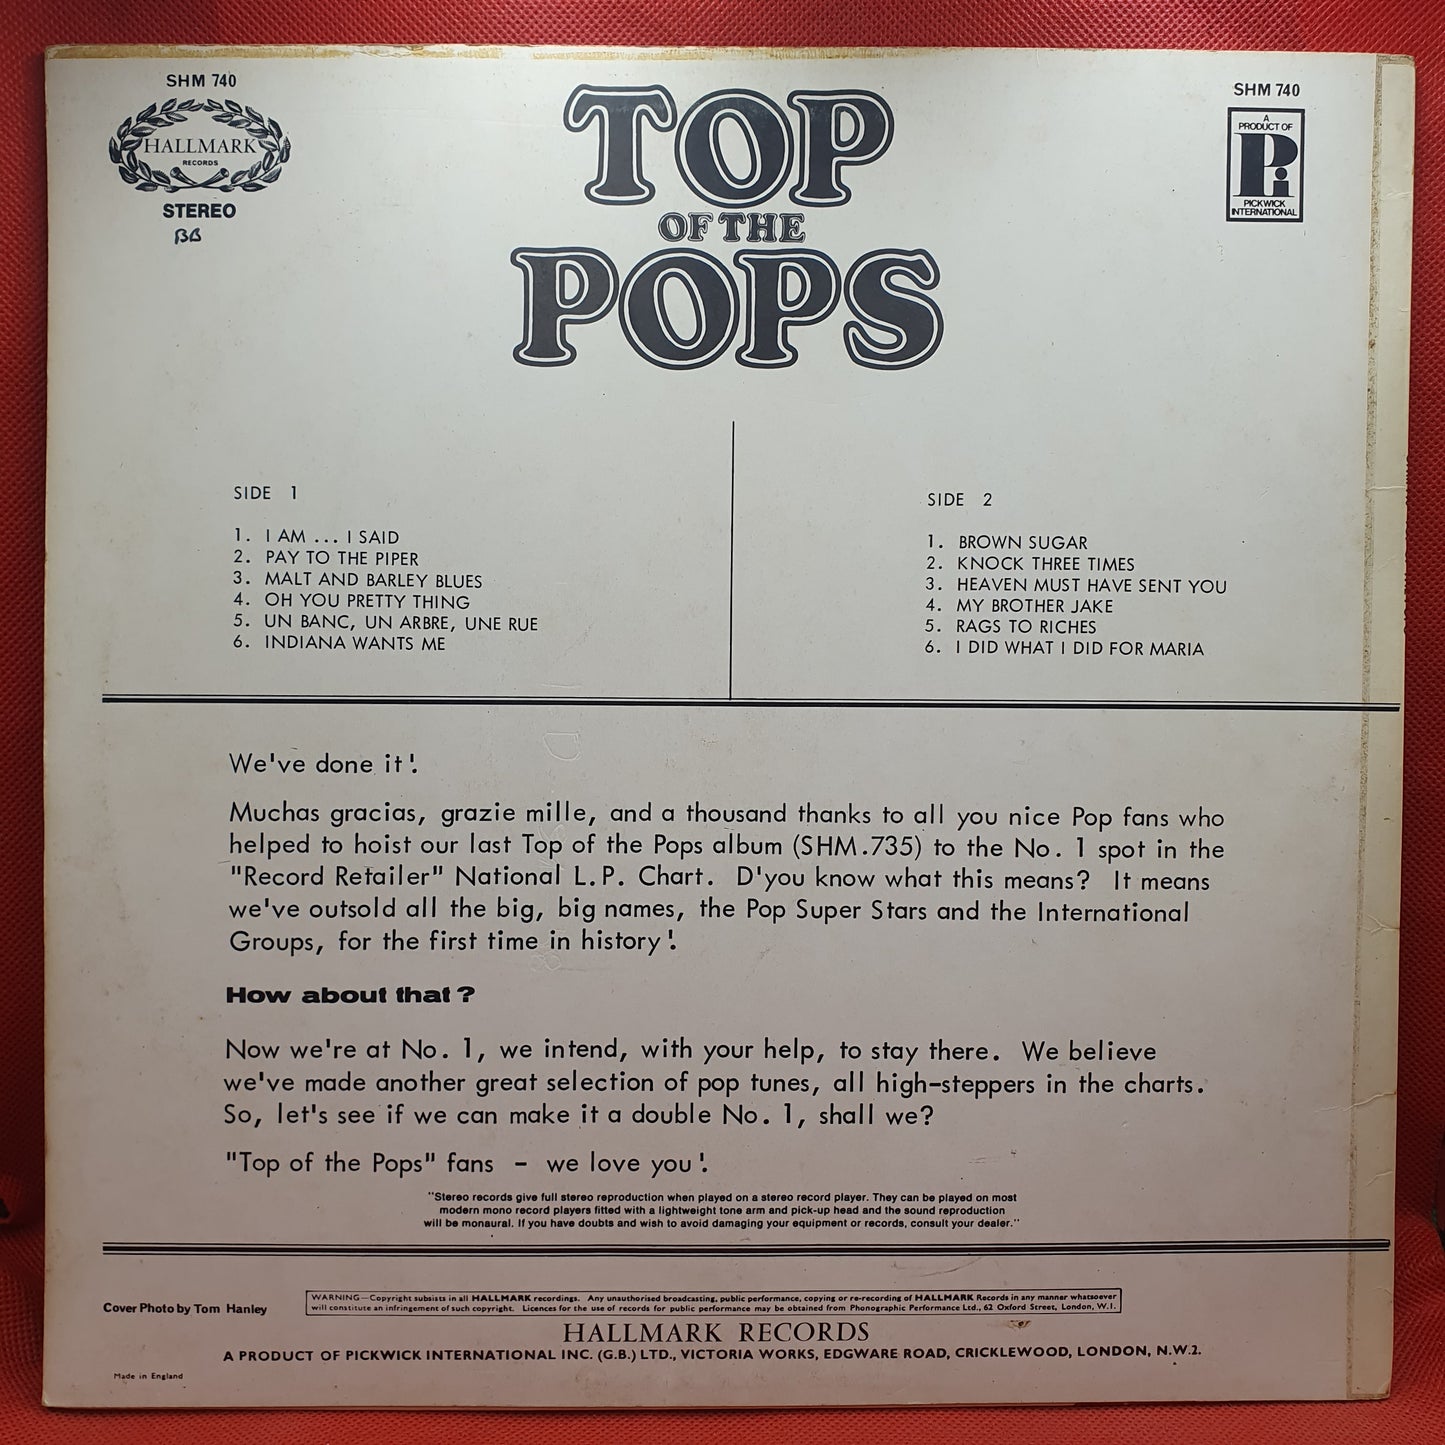 SHM 740
HALLMARK
RECORDS
STEREO
BB
TOP
OF THE
POPS
SHM 740
A
PRODUCT OF
Pi
PICKWICK
INTERNATIONAL
SIDE 1
1. I AM ... I SAID
2. PAY TO THE PIPER
3. MALT AND BARLEY BLUES
4. OH YOU PRETTY THING
5. UN BANC, UN ARBRE, UNE RUE
6. INDIANA WANTS ME
SIDE 2
1. BROWN SUGAR
2. KNOCK THREE TIMES
3. HEAVEN MUST HAVE SENT YOU
4. MY BROTHER JAKE
5. RAGS TO RICHES
6. I DID WHAT I DID FOR MARIA
We've done it!
Muchas gracias, grazie mille, and a thousand thanks to all you nice Pop fans who
helped to hoist our last Top of the Pops album (SHM.735) to the No. 1 spot in the
"Record Retailer" National L.P. Chart. D'you know what this means? It means
we've outsold all the big, big names, the Pop Super Stars and the International
Groups, for the first time in history!
How about that?
Now we're at No. 1, we intend, with your help, to stay there. We believe
we've made another great selection of pop tunes, all high-steppers in the charts.
So, let's see if we can make it a double No. 1, shall we?
"Top of the Pops" fans - we love you!
"Stereo records give full stereo reproduction when played on a stereo record player. They can be played on most
modern mono record players fitted with a lightweight tone arm and pick-up head and the sound reproduction
will be monaural. If you have doubts and wish to avoid damaging your equipment or records, consult your dealer."
Cover Photo by Tom Hanley
WARNING—Copyright subsists in all HALLMARK recordings. Any unauthorised broadcasting, public performance, copying or re-recording of HALLMARK Records in any manner whatsoever
will constitute an infringement of such copyright. Licences for the use of records for public performance may be obtained from Phonographic Performance Ltd., 62 Oxford Street, London, W.1.
HALLMARK RECORDS
A PRODUCT OF PICKWICK INTERNATIONAL INC. (G.B.) LTD., VICTORIA WORKS, EDGWARE ROAD, CRICKLEWOOD, LONDON, N.W.2.
Made in England